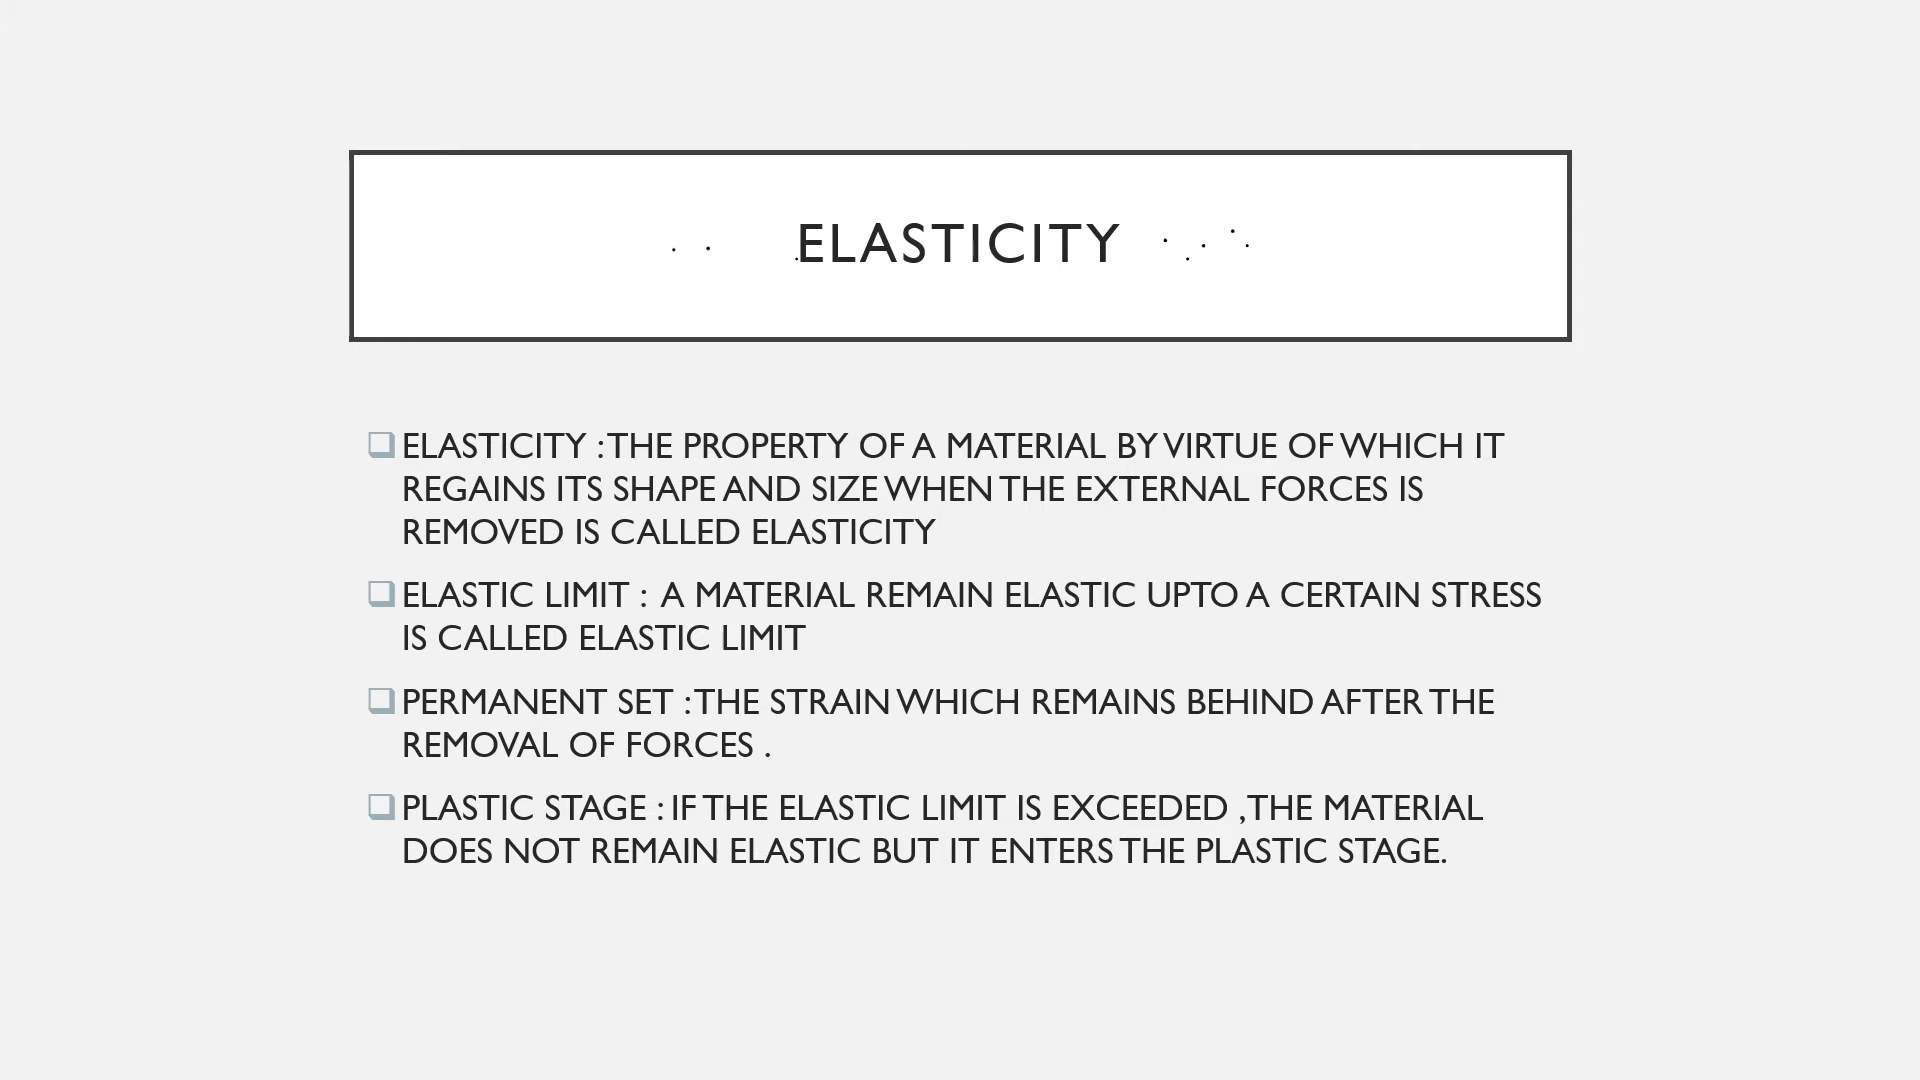 ELASTICITY
ELASTICITY : THE PROPERTY OF A MATERIAL BY VIRTUE OF WHICH IT
REGAINS ITS SHAPE AND SIZE WHEN THE EXTERNAL FORCES IS
REMOVED IS CALLED ELASTICITY
ELASTIC LIMIT : A MATERIAL REMAIN ELASTIC UPTO A CERTAIN STRESS
IS CALLED ELASTIC LIMIT
PERMANENT SET : THE STRAIN WHICH REMAINS BEHIND AFTER THE
REMOVAL OF FORCES .
PLASTIC STAGE : IF THE ELASTIC LIMIT IS EXCEEDED ,THE MATERIAL
DOES NOT REMAIN ELASTIC BUT IT ENTERS THE PLASTIC STAGE.